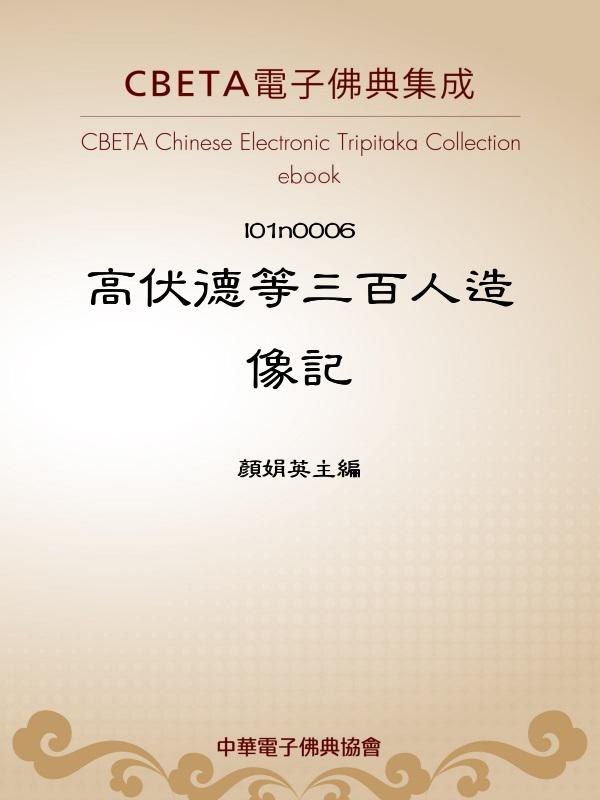 CBETA電子佛典集成
CBETA Chinese Electronic Tripitaka Collection
ebook
I01n0006
高伏德等三百人造
像記
顏娟英主編
中華電子佛典協會